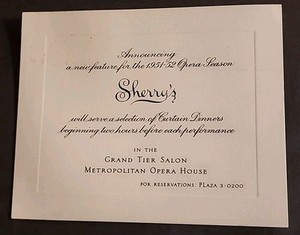 Announcing
a new feature for the 1951-52 Opera Season
Sherry's
will serve a selection of Curtain Dinners
beginning two hours before each performance
IN THE
GRAND TIER SALON
METROPOLITAN OPERA HOUSE
FOR RESERVATIONS: PLAZA 3-0200